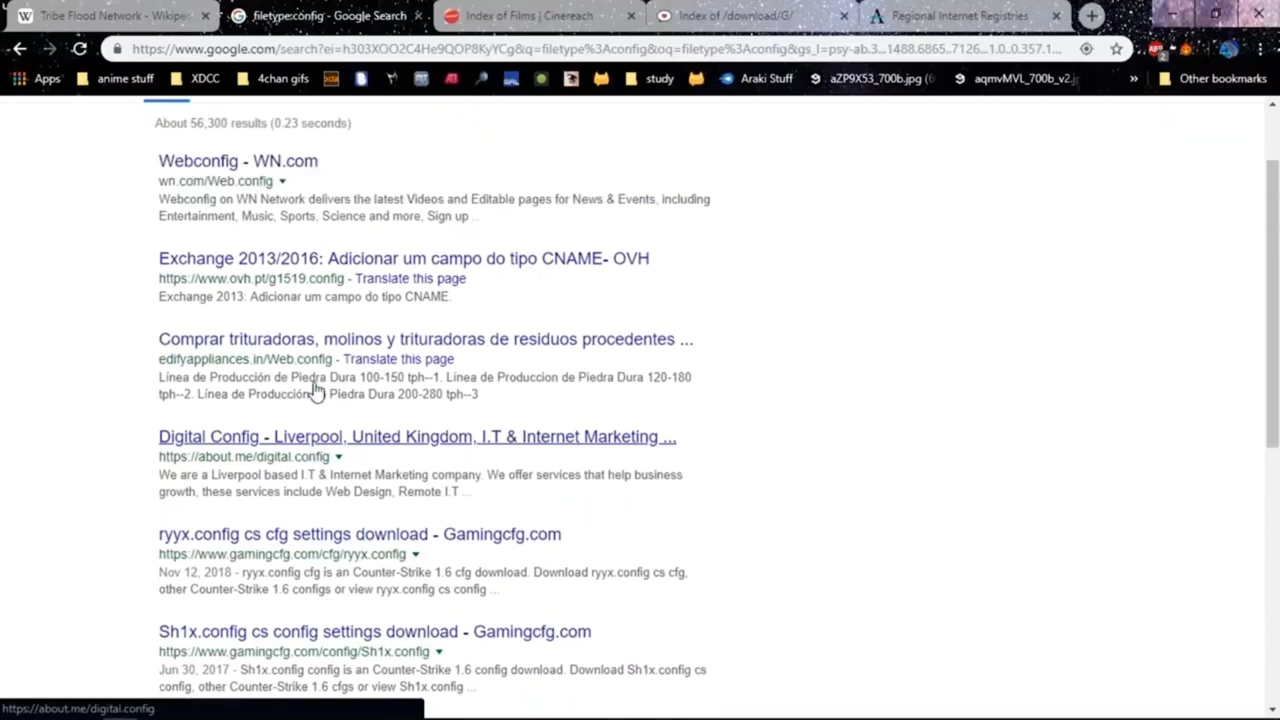 Tribe Flood Network - Wikipe
filetype:config - Google Search
Index of Films | Cinereach
Index of /download/G/
Regional Internet Registries
https://www.google.com/search?ei=h303XOO2C4He9QOP8KyYCg&q=filetype%3Aconfig&oq=filetype%3Aconfig&gs_l=psy-ab.3...1488.6865..7126...1.0..0.357.1...
Apps
anime stuff
XDCC
4chan gifs
study
Araki Stuff
aZP9X53_700b.jpg (6
aqmvMVL_700b_v2.j
»
Other bookmarks
About 56,300 results (0.23 seconds)
Webconfig - WN.com
wn.com/Web.config
Webconfig on WN Network delivers the latest Videos and Editable pages for News & Events, including
Entertainment, Music, Sports, Science and more, Sign up ...
Exchange 2013/2016: Adicionar um campo do tipo CNAME- OVH
https://www.ovh.pt/g1519.config - Translate this page
Exchange 2013: Adicionar um campo do tipo CNAME.
Comprar trituradoras, molinos y trituradoras de residuos procedentes ...
edifyappliances.in/Web.config - Translate this page
Línea de Producción de Piedra Dura 100-150 tph--1. Línea de Produccion de Piedra Dura 120-180
tph--2. Línea de Producción Piedra Dura 200-280 tph--3
Digital Config - Liverpool, United Kingdom, I.T & Internet Marketing ...
https://about.me/digital.config
We are a Liverpool based I.T & Internet Marketing company. We offer services that help business
growth, these services include Web Design, Remote I.T ...
ryyx.config cs cfg settings download - Gamingcfg.com
https://www.gamingcfg.com/cfg/ryyx.config
Nov 12, 2018 - ryyx.config cfg is an Counter-Strike 1.6 cfg download. Download ryyx.config cs cfg,
other Counter-Strike 1.6 configs or view ryyx.config cs config ...
Sh1x.config cs config settings download - Gamingcfg.com
https://www.gamingcfg.com/config/Sh1x.config
Jun 30, 2017 - Sh1x.config config is an Counter-Strike 1.6 config download. Download Sh1x.config cs
config, other Counter-Strike 1.6 cfgs or view Sh1x.config ...
https://about.me/digital.config